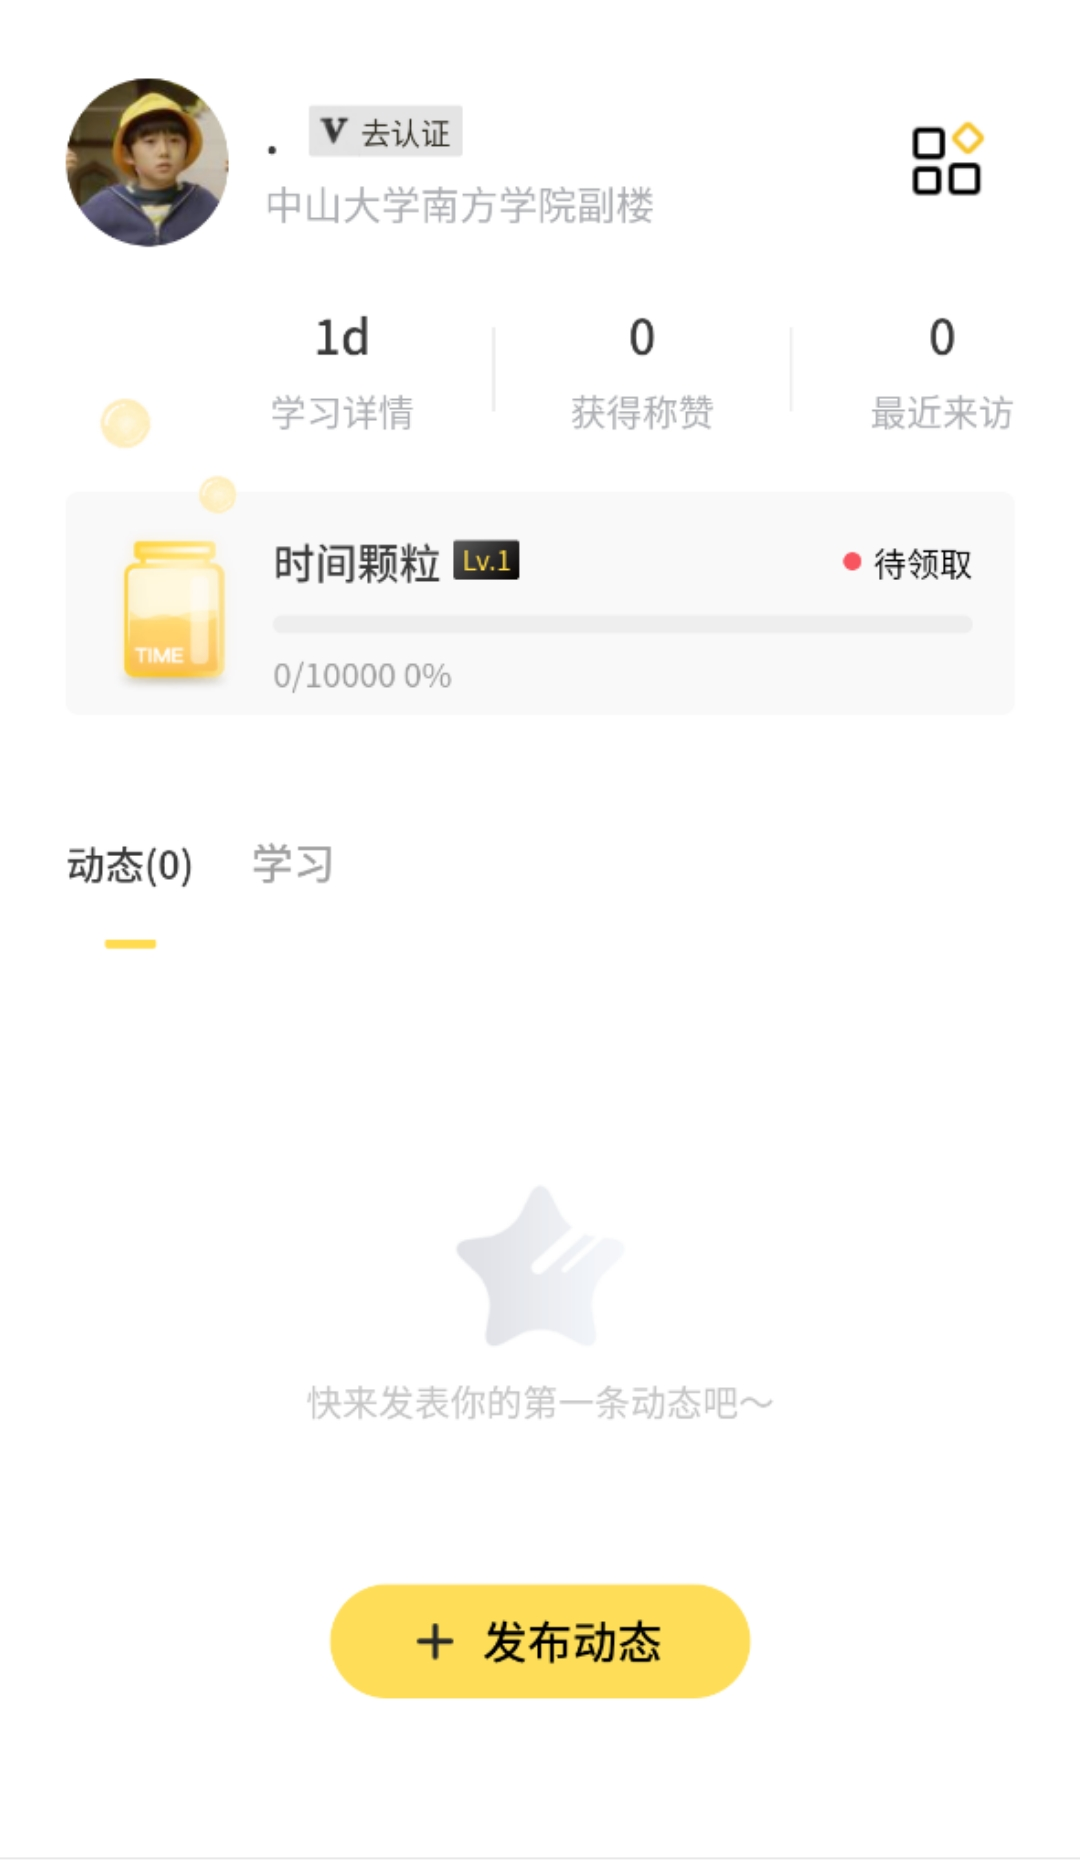 . V 去认证
中山大学南方学院副楼
1d 0 0
学习详情 获得称赞 最近来访
时间颗粒 Lv.1 待领取
TIME
0/10000 0%
动态(0) 学习
快来发表你的第一条动态吧～
+ 发布动态